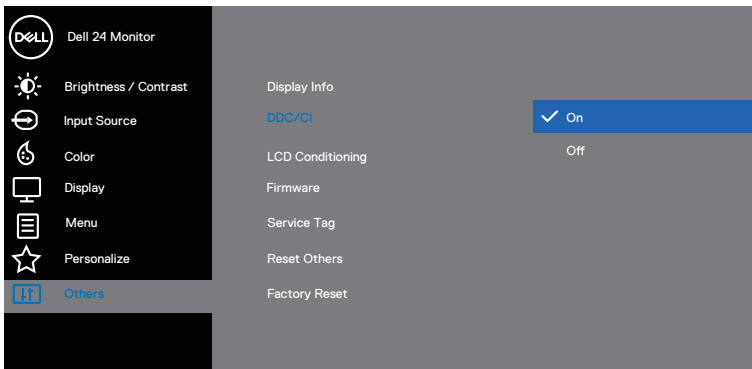 DELL
Dell 24 Monitor
Brightness / Contrast
Input Source
Color
Display
Menu
Personalize
Others
Display Info
DDC/CI
LCD Conditioning
Firmware
Service Tag
Reset Others
Factory Reset
On
Off